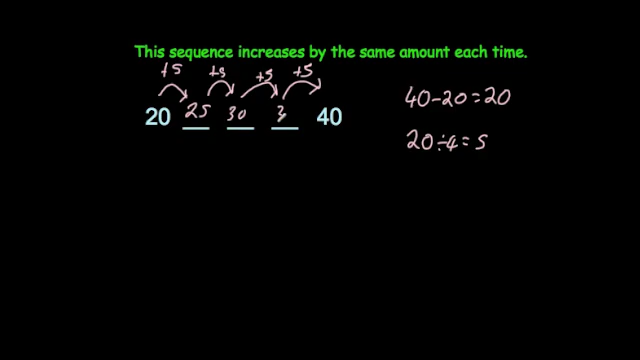 This sequence increases by the same amount each time.
+5 +5 +5 +5
20 25 30 3 40
40-20=20
20÷4=5